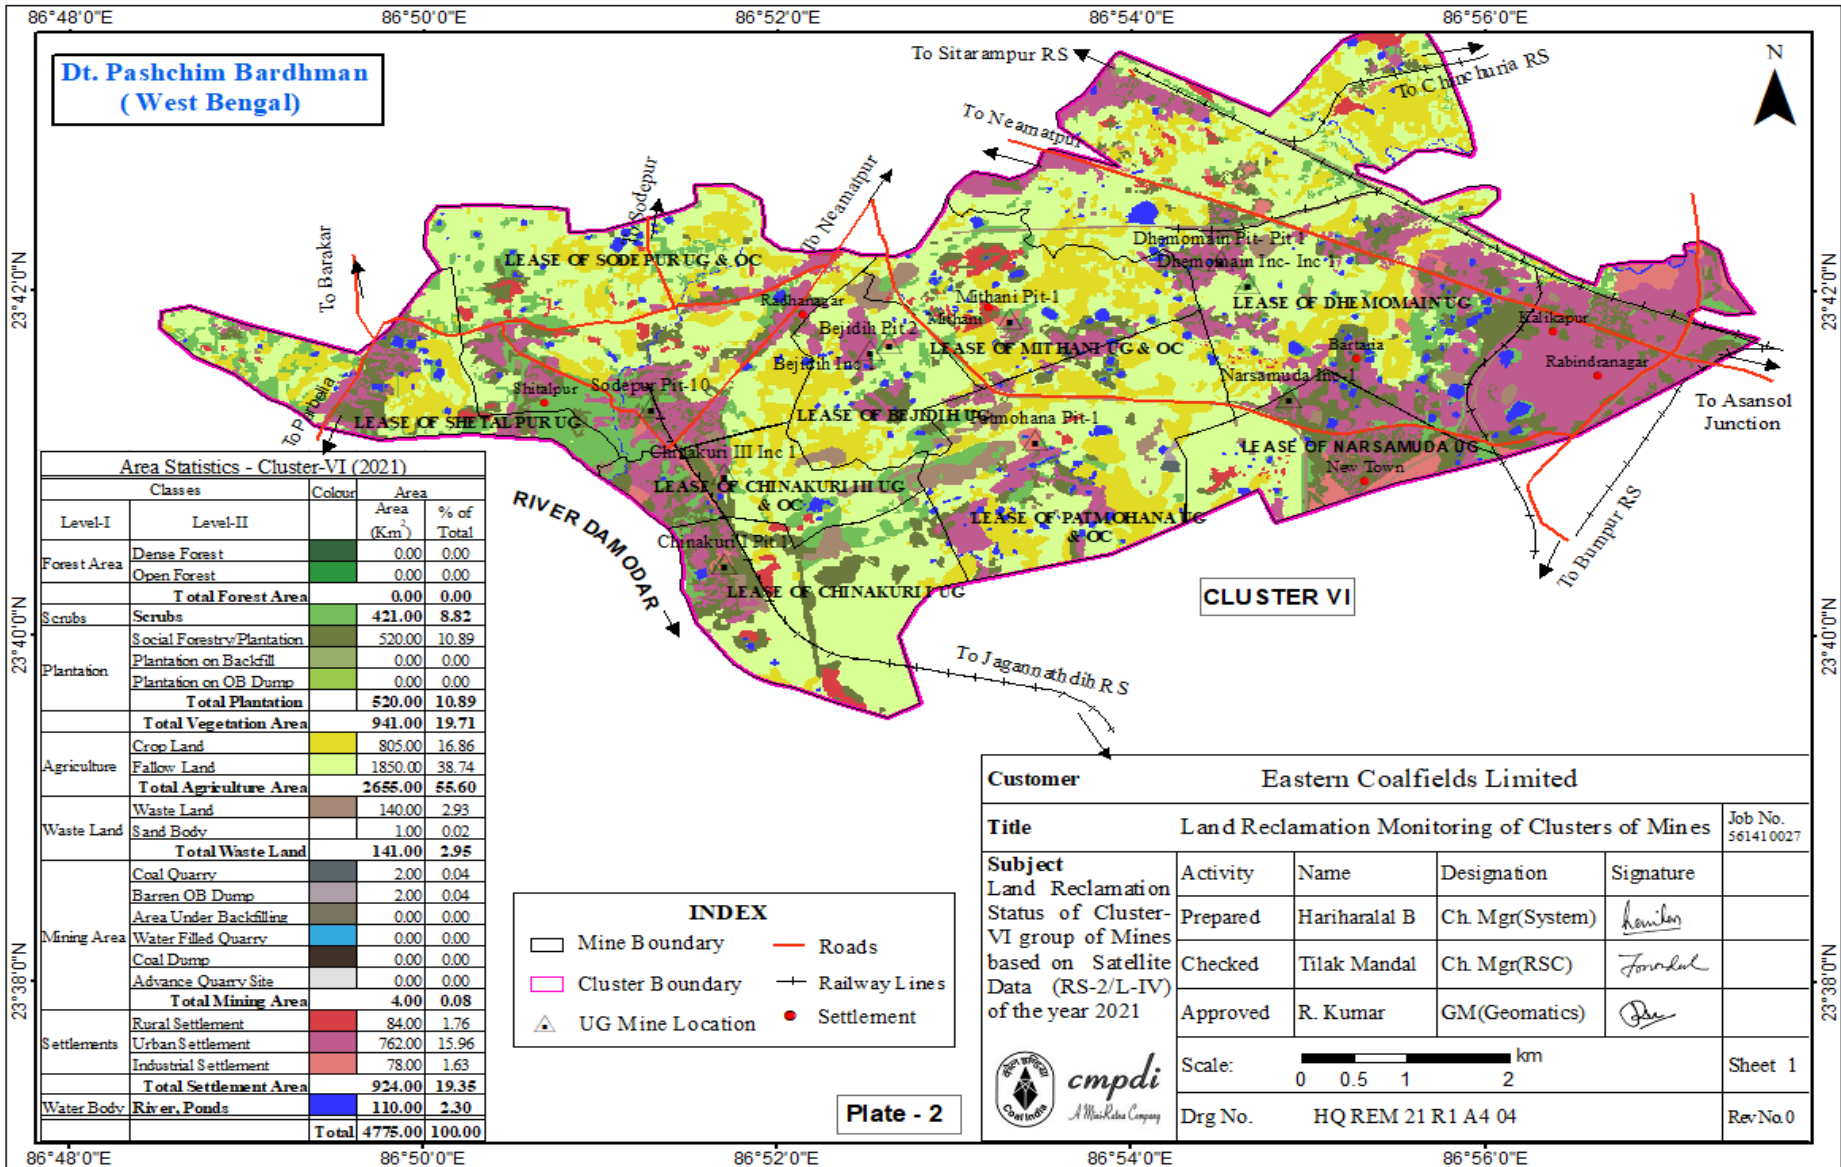 86°48'0"E 86°50'0"E 86°52'0"E 86°54'0"E 86°56'0"E
Dt. Pashchim Bardhman
( West Bengal)
N
To Sitarampur RS
To Chinchuria RS
To Neamatpur
To Sodepur
To Neamatpur
To Barakar
23°42'0"N
23°42'0"N
LEASE OF SODEPUR UG & OC
Dhemomain Pit- Pit 1
Dhemomain Inc- Inc 1
LEASE OF DHEMOMAIN UG
Radhanagar
Mithani Pit-1
Mithani
Bejidih Pit 2
LEASE OF MITHANI UG & OC
Bejidih Inc 1
Kalikapur
Bartaria
Rabindranagar
Narsamuda Inc-1
Shitalpur
Sodepur Pit-10
To Purbella
LEASE OF SHETALPUR UG
LEASE OF BEJIDIH UG
Patmohana Pit-1
To Asansol
Junction
Chinakuri III Inc 1
LEASE OF NARSAMUDA UG
New Town
LEASE OF CHINAKURI III UG
& OC
LEASE OF PATMOHANA UG
& OC
RIVER DAMODAR
Chinakuri I Pit 1
LEASE OF CHINAKURI I UG
To Burnpur RS
CLUSTER VI
To Jagannathdih RS
23°40'0"N
23°40'0"N
Area Statistics - Cluster-VI (2021)
Classes Colour Area
Level-I Level-II Area (Km²) % of Total
Forest Area Dense Forest 0.00 0.00
Open Forest 0.00 0.00
Total Forest Area 0.00 0.00
Scrubs Scrubs 421.00 8.82
Plantation Social Forestry/Plantation 520.00 10.89
Plantation on Backfill 0.00 0.00
Plantation on OB Dump 0.00 0.00
Total Plantation 520.00 10.89
Total Vegetation Area 941.00 19.71
Agriculture Crop Land 805.00 16.86
Fallow Land 1850.00 38.74
Total Agriculture Area 2655.00 55.60
Waste Land Waste Land 140.00 2.93
Sand Body 1.00 0.02
Total Waste Land 141.00 2.95
Mining Area Coal Quarry 2.00 0.04
Barren OB Dump 2.00 0.04
Area Under Backfilling 0.00 0.00
Water Filled Quarry 0.00 0.00
Coal Dump 0.00 0.00
Advance Quarry Site 0.00 0.00
Total Mining Area 4.00 0.08
Settlements Rural Settlement 84.00 1.76
Urban Settlement 762.00 15.96
Industrial Settlement 78.00 1.63
Total Settlement Area 924.00 19.35
Water Body River, Ponds 110.00 2.30
Total 4775.00 100.00
23°38'0"N
23°38'0"N
INDEX
Mine Boundary Roads
Cluster Boundary Railway Lines
UG Mine Location Settlement
Plate - 2
Customer Eastern Coalfields Limited
Title Land Reclamation Monitoring of Clusters of Mines
Job No.
561410027
Subject
Land Reclamation
Status of Cluster-
VI group of Mines
based on Satellite
Data (RS-2/L-IV)
of the year 2021
Activity Name Designation Signature
Prepared Hariharalal B Ch. Mgr(System)
Checked Tilak Mandal Ch. Mgr(RSC)
Approved R. Kumar GM(Geomatics)
Coal India
cmpdi
A Mini Ratna Company
Scale: 0 0.5 1 2 km
Sheet 1
Drg No. HQ REM 21 R1 A4 04
Rev No.0
86°48'0"E 86°50'0"E 86°52'0"E 86°54'0"E 86°56'0"E